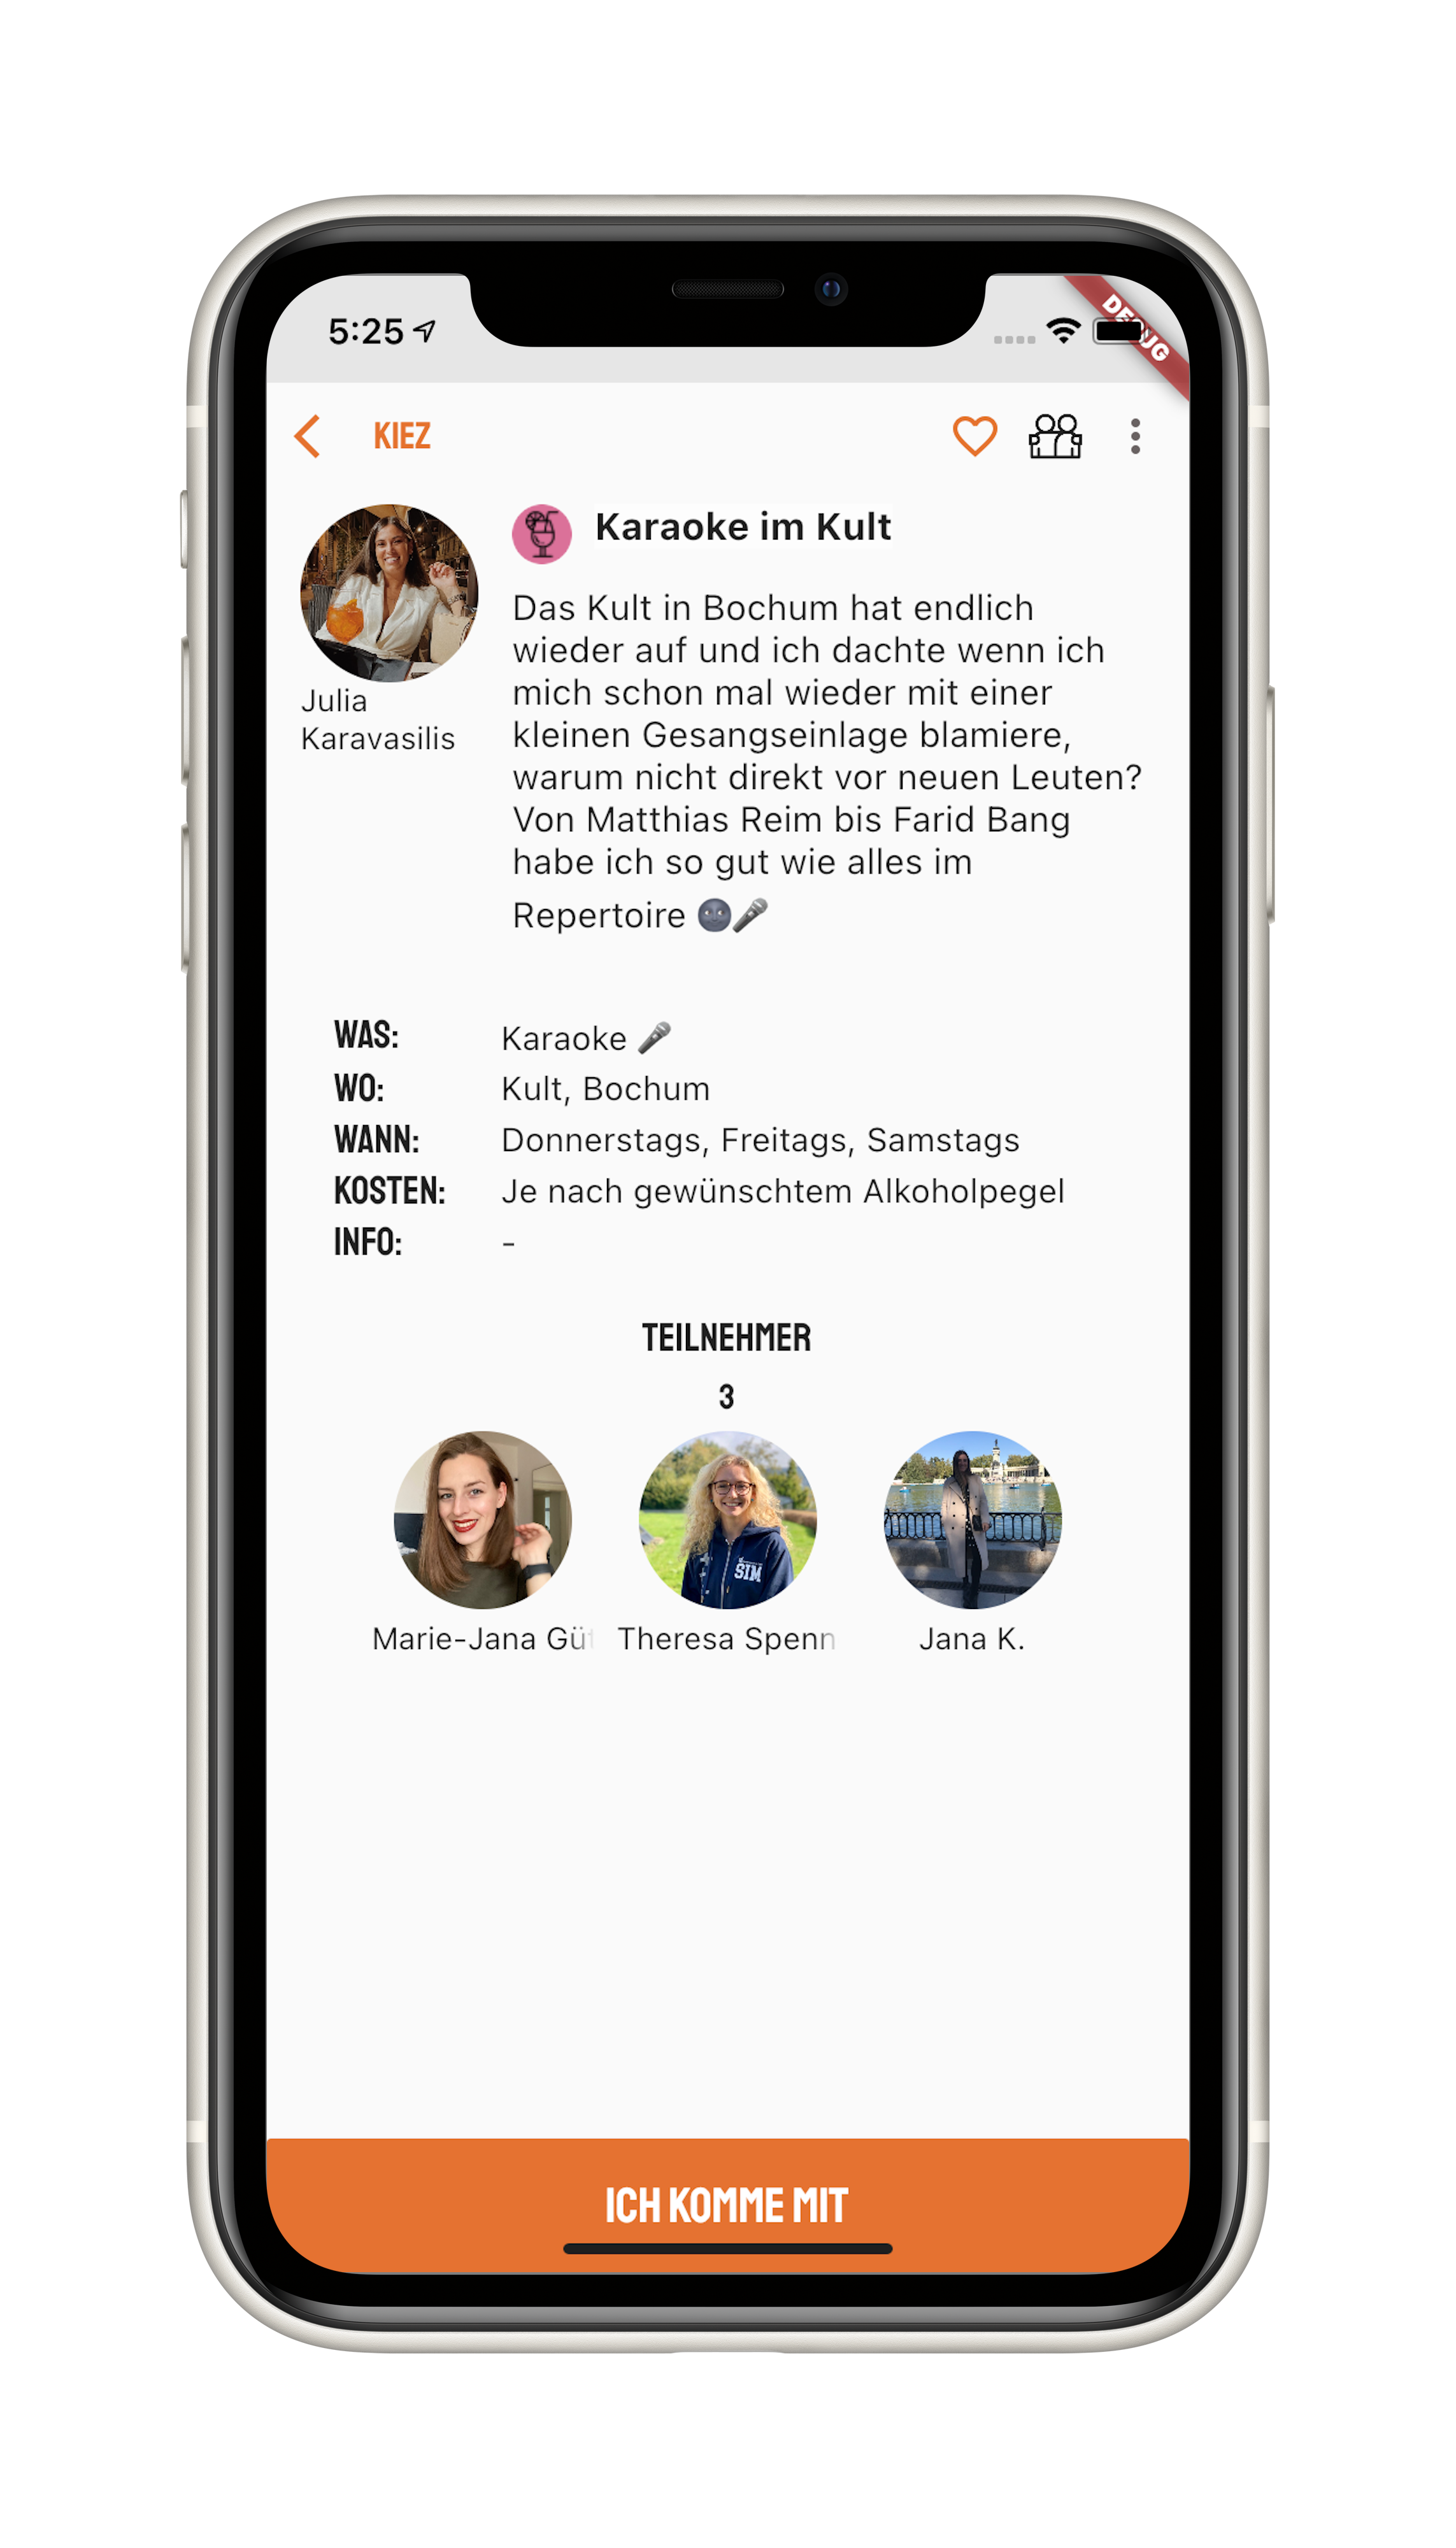 5:25
DEBUG
KIEZ
Karaoke im Kult
Das Kult in Bochum hat endlich
wieder auf und ich dachte wenn ich
mich schon mal wieder mit einer
kleinen Gesangseinlage blamiere,
warum nicht direkt vor neuen Leuten?
Von Matthias Reim bis Farid Bang
habe ich so gut wie alles im
Repertoire 🌚🎤
Julia
Karavasilis
WAS: Karaoke 🎤
WO: Kult, Bochum
WANN: Donnerstags, Freitags, Samstags
KOSTEN: Je nach gewünschtem Alkoholpegel
INFO: -
TEILNEHMER
3
SIM
Marie-Jana Güt
Theresa Spenn
Jana K.
ICH KOMME MIT